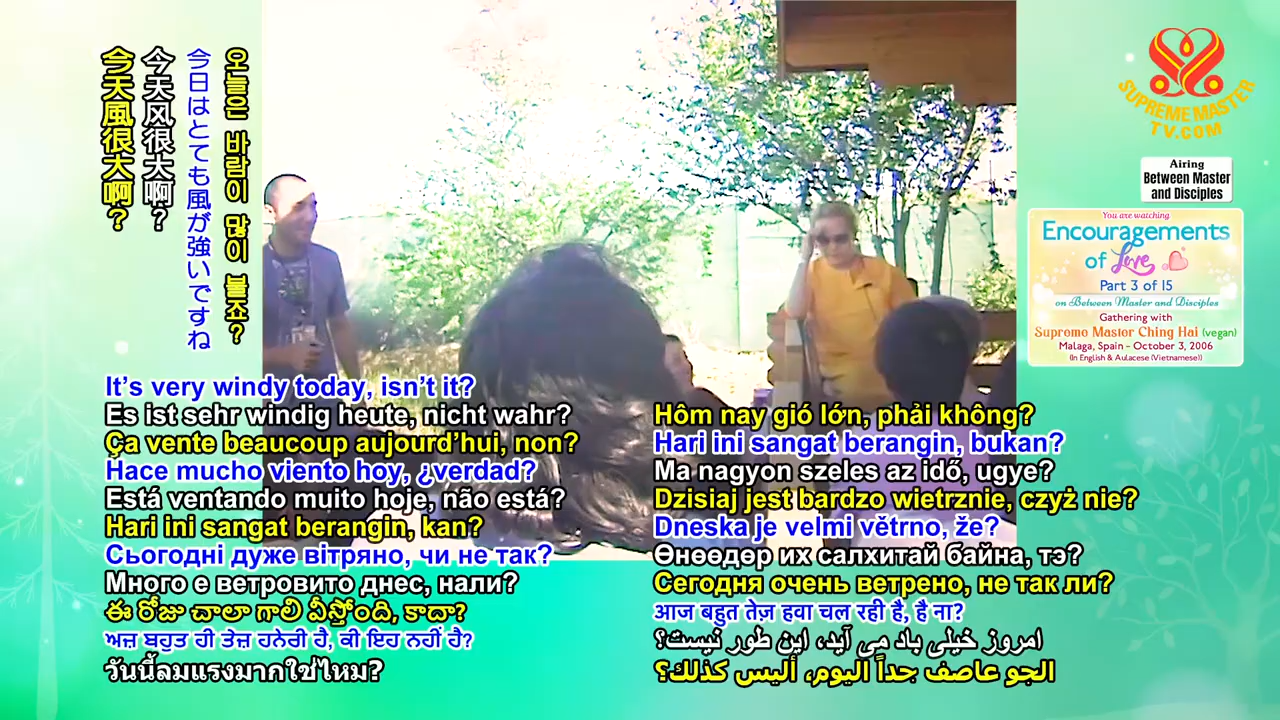 今天風很大啊?
今天风很大啊?
今日はとても風が強いですね
오늘은 바람이 많이 불죠?
It's very windy today, isn't it?
Es ist sehr windig heute, nicht wahr?
Ça vente beaucoup aujourd'hui, non?
Hace mucho viento hoy, ¿verdad?
Está ventando muito hoje, não está?
Hari ini sangat berangin, kan?
Сьогодні дуже вітряно, чи не так?
Много е ветровито днес, нали?
ఈ రోజు చాలా గాలి వీస్తోంది, కాదా?
ਅਜ਼ ਬਹੁਤ ਹੀ ਤੇਜ਼ ਹਨੇਰੀ ਹੈ, ਕੀ ਇਹ ਨਹੀਂ ਹੈ?
วันนี้ลมแรงมากใช่ไหม?
Hôm nay gió lớn, phải không?
Hari ini sangat berangin, bukan?
Ma nagyon szeles az idő, ugye?
Dzisiaj jest bardzo wietrznie, czyż nie?
Dneska je velmi větrno, že?
Өнөөдөр их салхитай байна, тэ?
Сегодня очень ветрено, не так ли?
आज बहुत तेज़ हवा चल रही है, है ना?
امروز خیلی باد می آید، این طور نیست؟
الجو عاصف جداً اليوم، أليس كذلك؟
SUPREME MASTER
TV.COM
Airing
Between Master
and Disciples
You are watching
Encouragements
of Love
Part 3 of 15
on Between Master and Disciples
Gathering with
Supreme Master Ching Hai (vegan)
Malaga, Spain - October 3, 2006
(In English & Aulacese (Vietnamese))